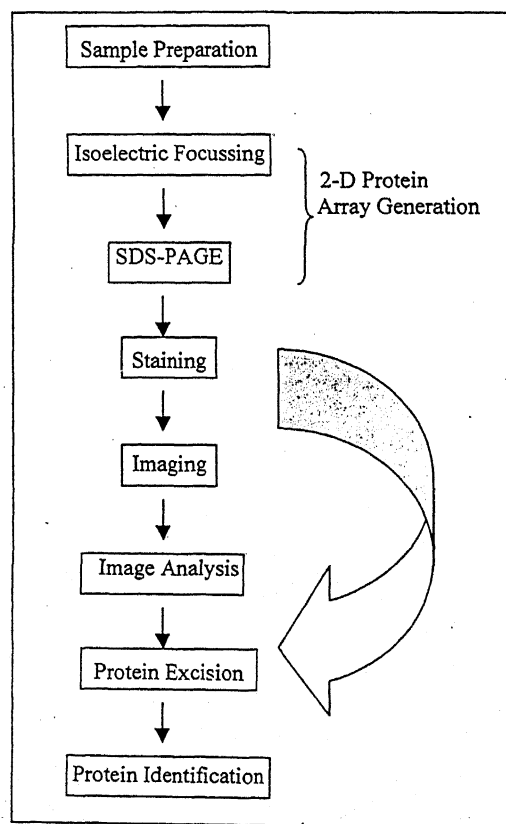 Sample Preparation
Isoelectric Focussing
2-D Protein
Array Generation
SDS-PAGE
Staining
Imaging
Image Analysis
Protein Excision
Protein Identification